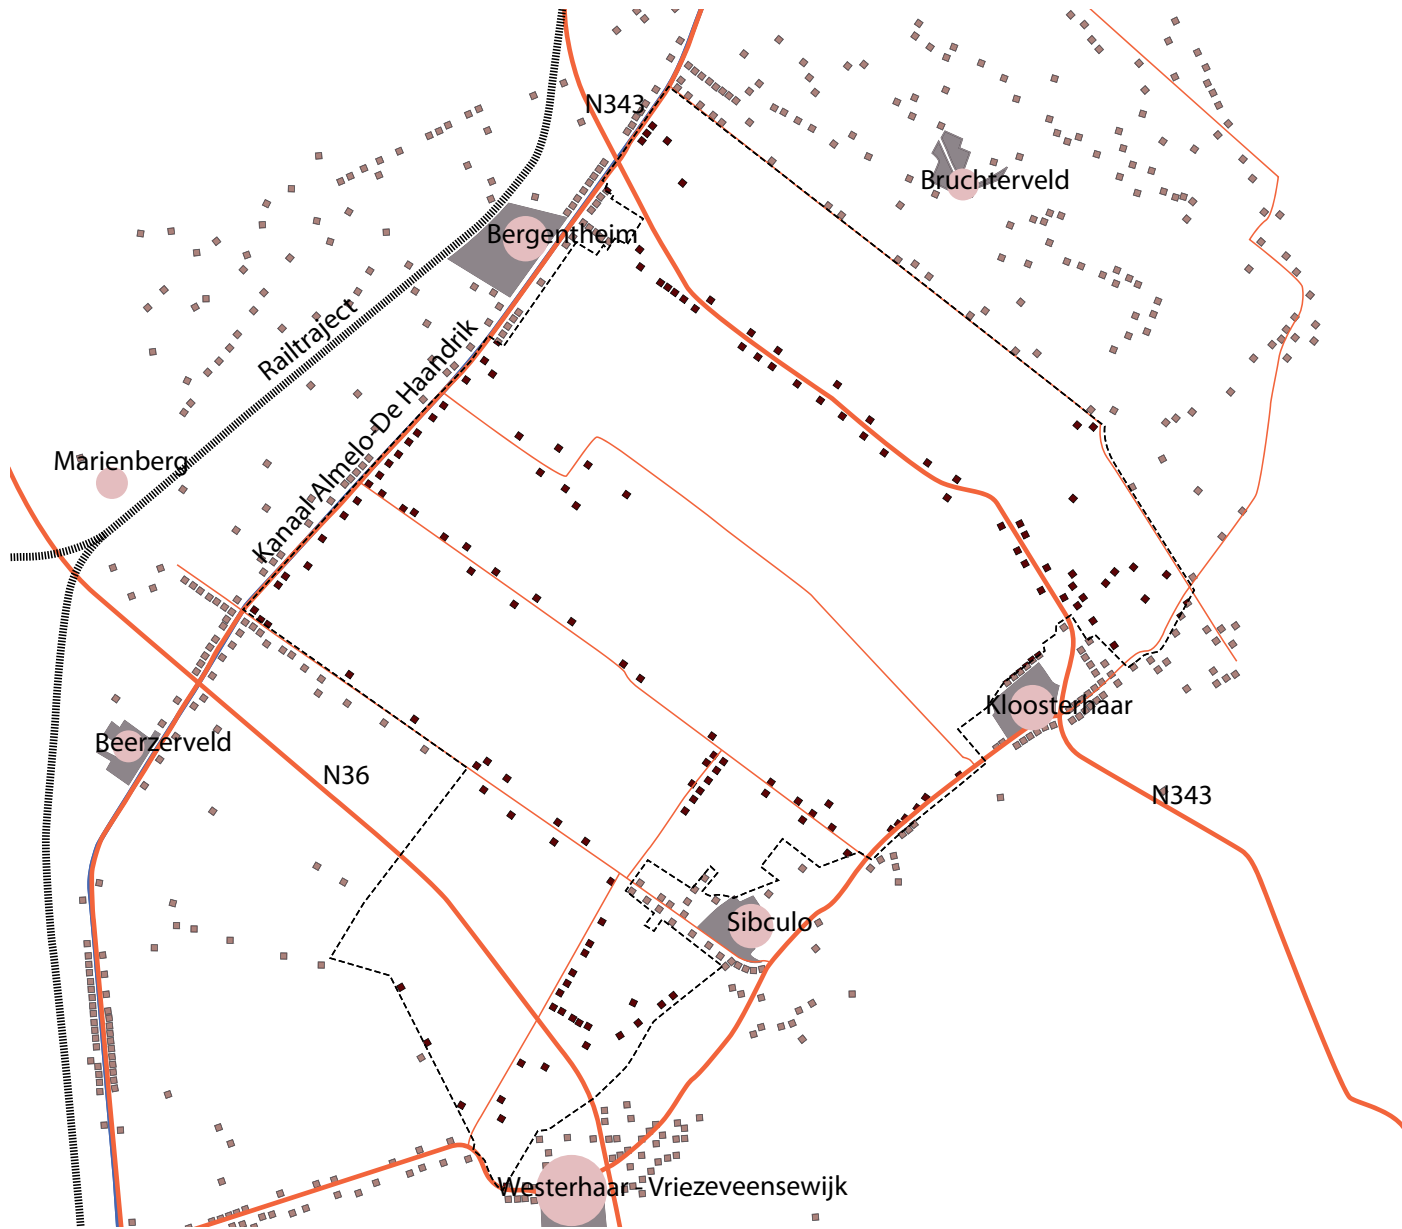 N343
Bruchterveld
Bergentheim
Railtraject
Kanaal Almelo-De Haandrik
Marienberg
Kloosterhaar
Beerzerveld
N36
N343
Sibculo
Westerhaar - Vriezeveensewijk